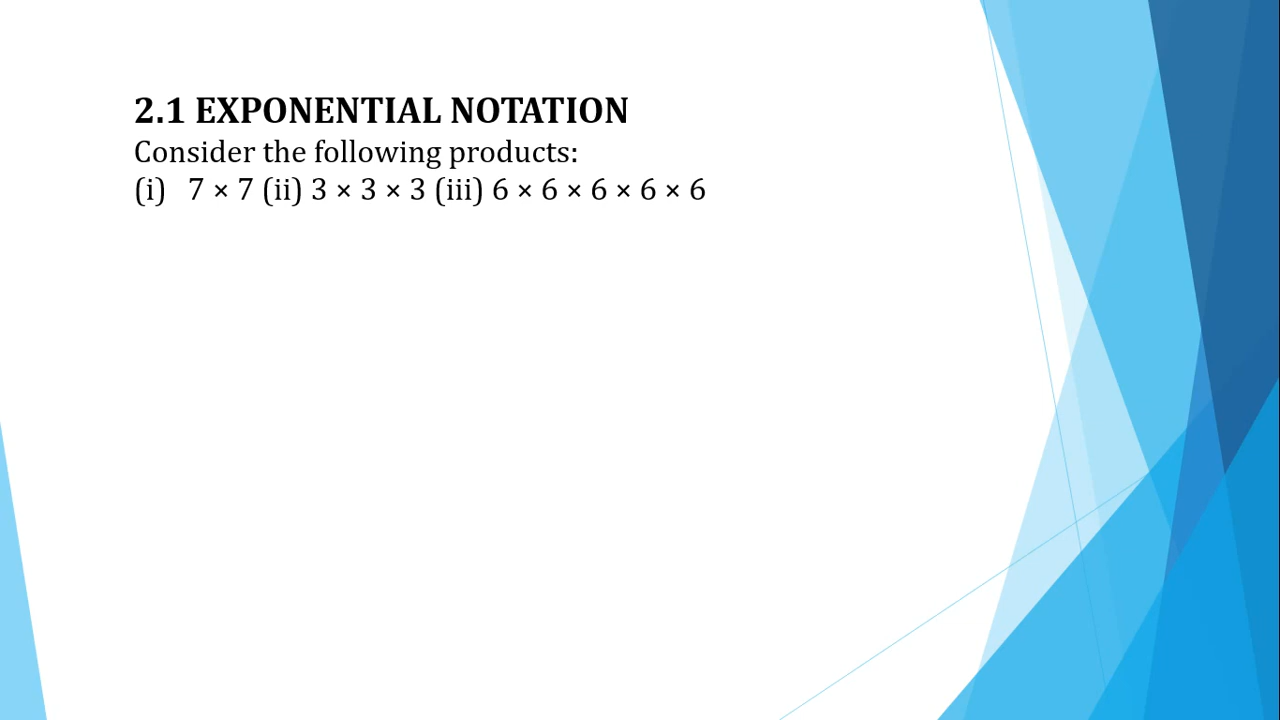 2.1 EXPONENTIAL NOTATION
Consider the following products:
(i) 7 × 7 (ii) 3 × 3 × 3 (iii) 6 × 6 × 6 × 6 × 6